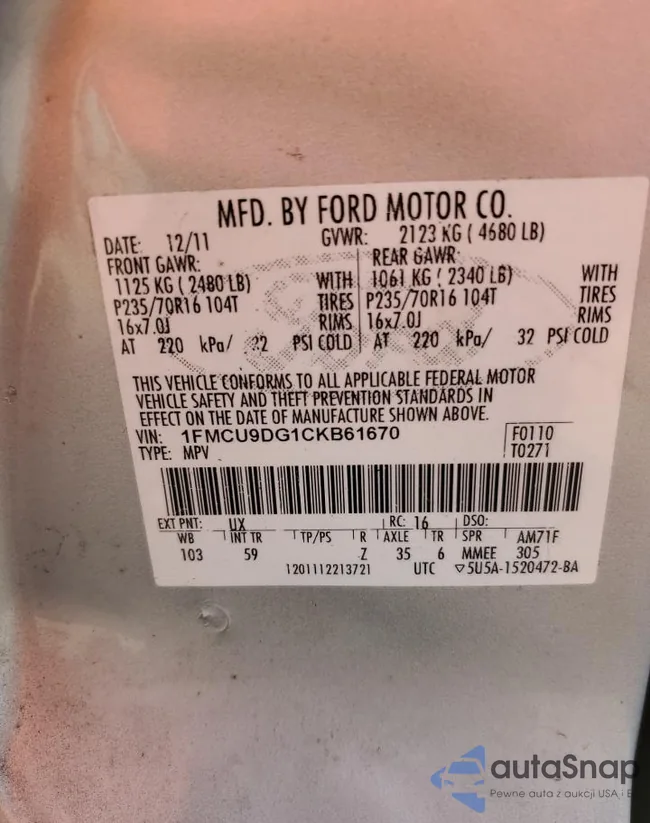 MFD. BY FORD MOTOR CO.
DATE: 12/11 GVWR: 2123 KG ( 4680 LB)
FRONT GAWR: REAR GAWR:
1125 KG ( 2480 LB) WITH 1061 KG ( 2340 LB) WITH
P235/70R16 104T TIRES P235/70R16 104T TIRES
16x7.0J RIMS 16x7.0J RIMS
AT 220 kPa/ 32 PSI COLD AT 220 kPa/ 32 PSI COLD
THIS VEHICLE CONFORMS TO ALL APPLICABLE FEDERAL MOTOR
VEHICLE SAFETY AND THEFT PREVENTION STANDARDS IN
EFFECT ON THE DATE OF MANUFACTURE SHOWN ABOVE.
VIN: 1FMCU9DG1CKB61670 F0110
TYPE: MPV T0271
EXT PNT: UX RC: 16 DSO:
WB INT TR TP/PS R AXLE TR SPR AM71F
103 59 Z 35 6 MMEE 305
1201112213721 UTC ▽5U5A-1520472-BA
autaSnap
Pewne auta z aukcji USA i